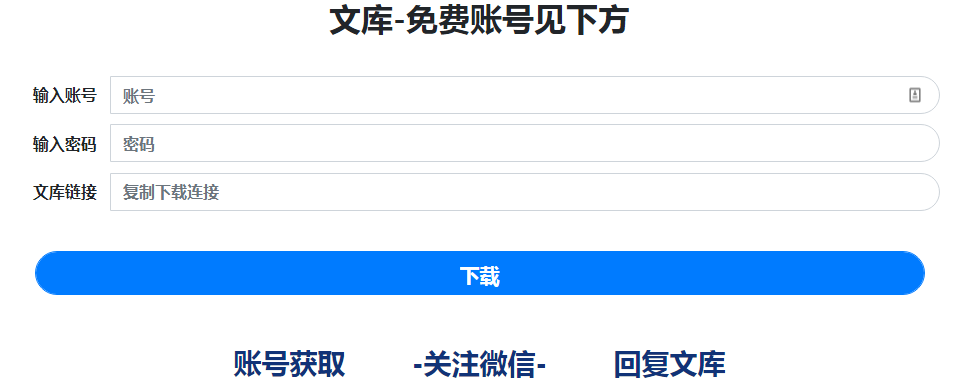 文库-免费账号见下方
输入账号 账号
输入密码 密码
文库链接 复制下载连接
下载
账号获取 -关注微信- 回复文库